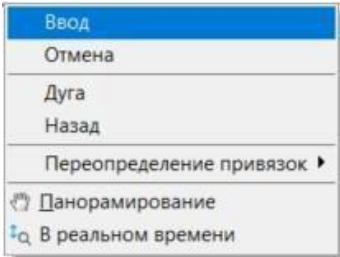 Ввод
Отмена
Дуга
Назад
Переопределение привязок
Панорамирование
В реальном времени